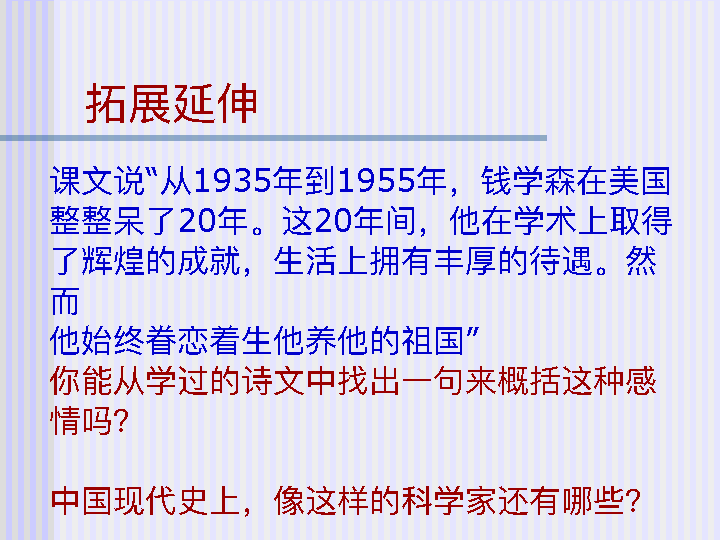 拓展延伸
课文说“从1935年到1955年，钱学森在美国
整整呆了20年。这20年间，他在学术上取得
了辉煌的成就，生活上拥有丰厚的待遇。然
而
他始终眷恋着生他养他的祖国”
你能从学过的诗文中找出一句来概括这种感
情吗？
中国现代史上，像这样的科学家还有哪些？